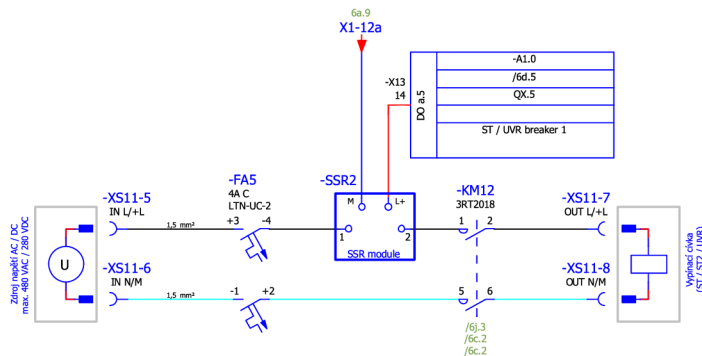 6a.9
X1-12a
-A1.0
/6d.5
QX.5
ST / UVR breaker 1
DO a.5
-X13
14
-XS11-5
IN L/+L
-FA5
4A C
LTN-UC-2
-SSR2
M
L+
-KM12
3RT2018
-XS11-7
OUT L/+L
1,5 mm²
+3
-4
1
2
SSR module
1
2
Zdroj napětí AC / DC
max. 480 VAC / 280 VDC
U
-XS11-6
IN N/M
1,5 mm²
-1
+2
5
6
-XS11-8
OUT N/M
Vypínací cívka
(ST / ST2 / UVR)
/6j.3
/6c.2
/6c.2